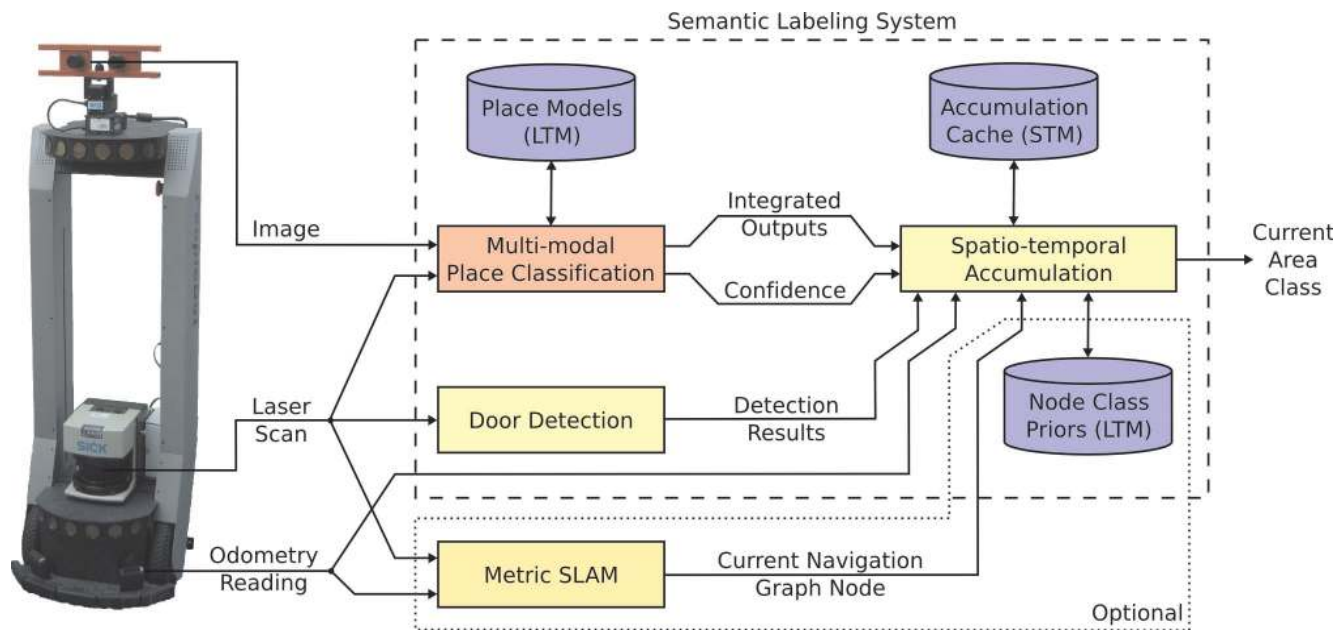 Semantic Labeling System
Place Models
(LTM)
Accumulation
Cache (STM)
Image
Multi-modal
Place Classification
Integrated
Outputs
Confidence
Spatio-temporal
Accumulation
Current
Area
Class
Laser
Scan
Door Detection
Detection
Results
Node Class
Priors (LTM)
SICK
Odometry
Reading
Metric SLAM
Current Navigation
Graph Node
Optional